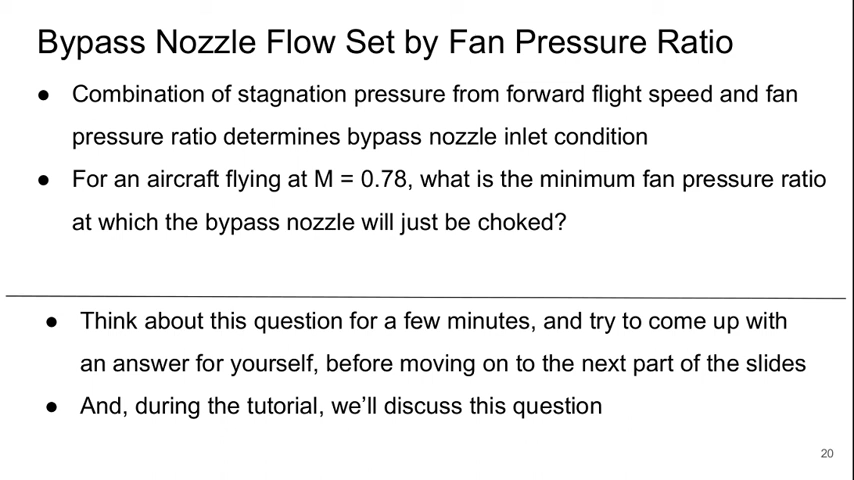 Bypass Nozzle Flow Set by Fan Pressure Ratio
● Combination of stagnation pressure from forward flight speed and fan
pressure ratio determines bypass nozzle inlet condition
● For an aircraft flying at M = 0.78, what is the minimum fan pressure ratio
at which the bypass nozzle will just be choked?
● Think about this question for a few minutes, and try to come up with
an answer for yourself, before moving on to the next part of the slides
● And, during the tutorial, we’ll discuss this question
20